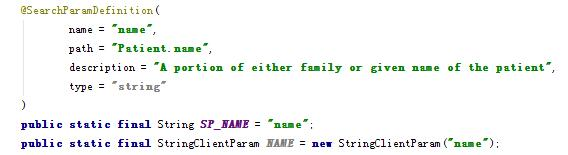 @SearchParamDefinition(
name = "name",
path = "Patient.name",
description = "A portion of either family or given name of the patient",
type = "string"
)
public static final String SP_NAME = "name";
public static final StringClientParam NAME = new StringClientParam("name");